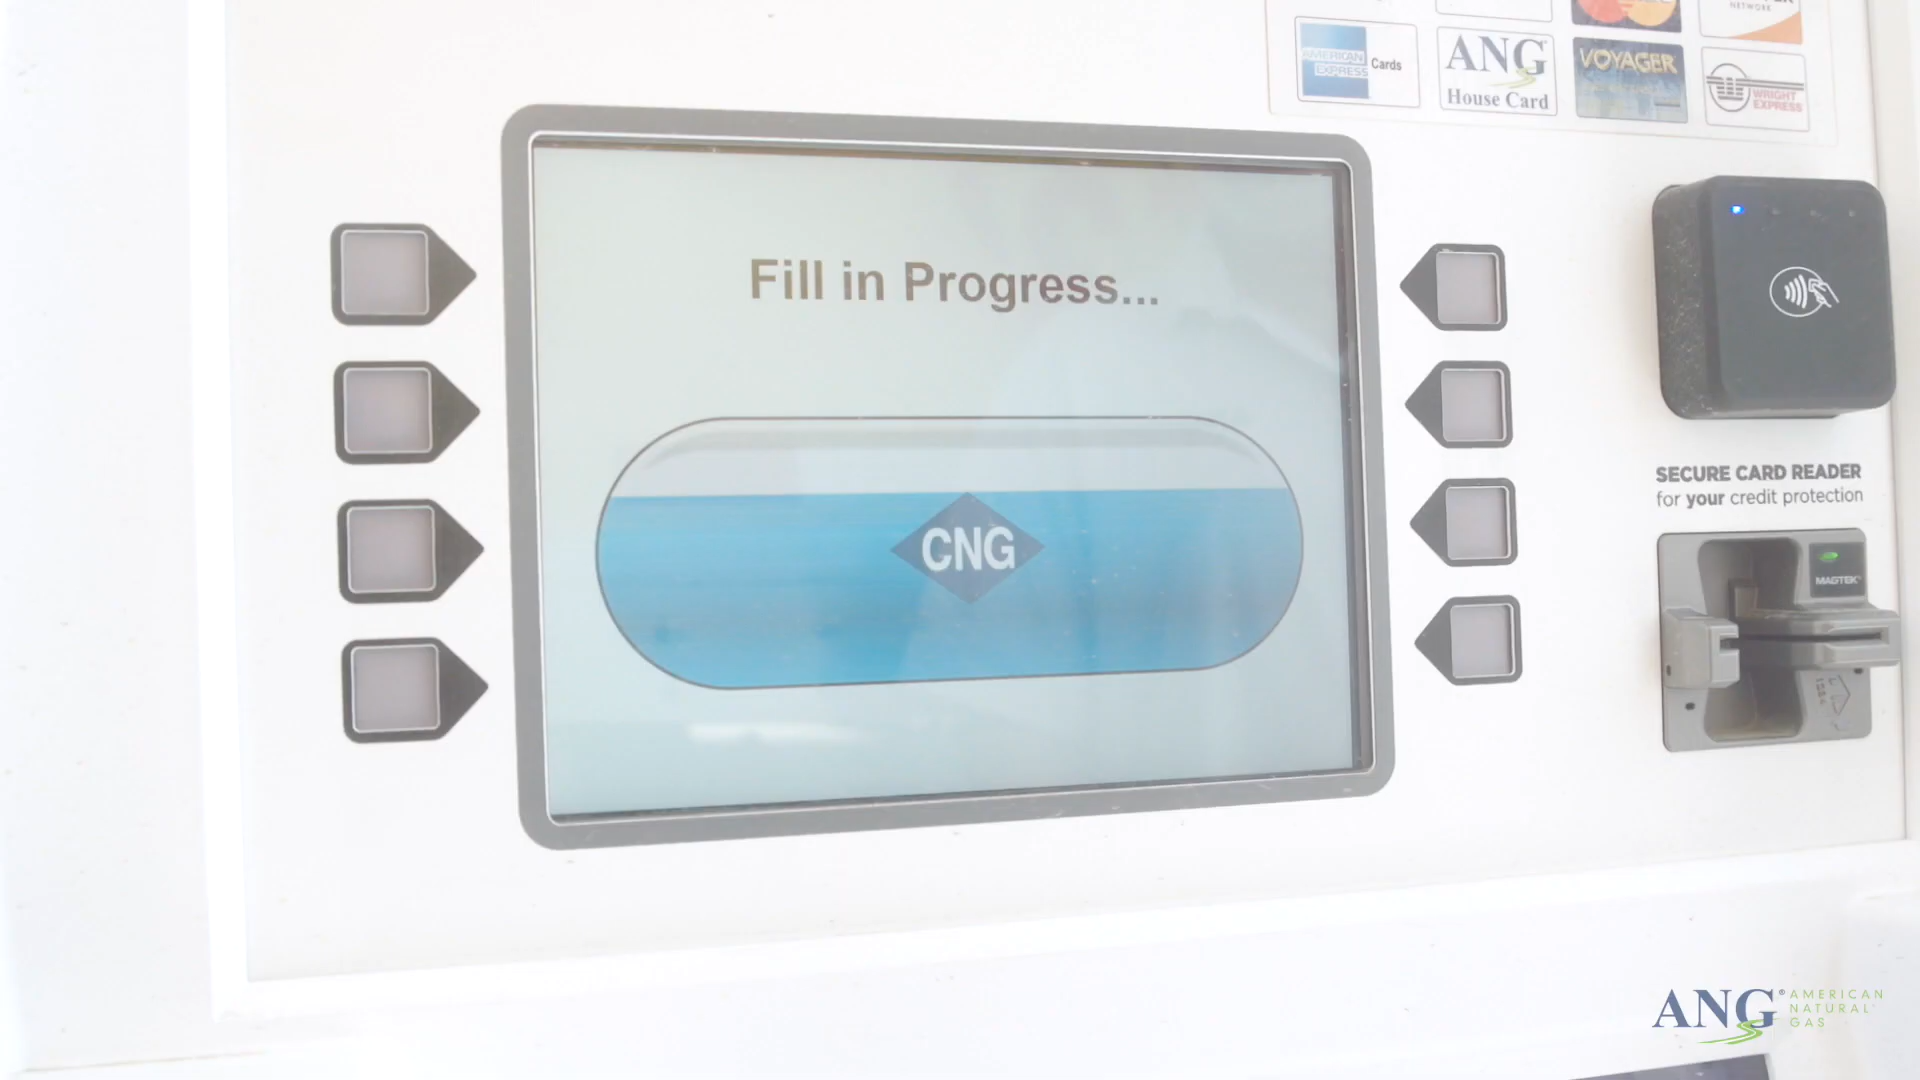 NETWORK
AMERICAN
EXPRESS
Cards
ANG
House Card
VOYAGER
WRIGHT
EXPRESS
Fill in Progress...
CNG
SECURE CARD READER
for your credit protection
MAGTEK
ANG® AMERICAN
NATURAL
GAS